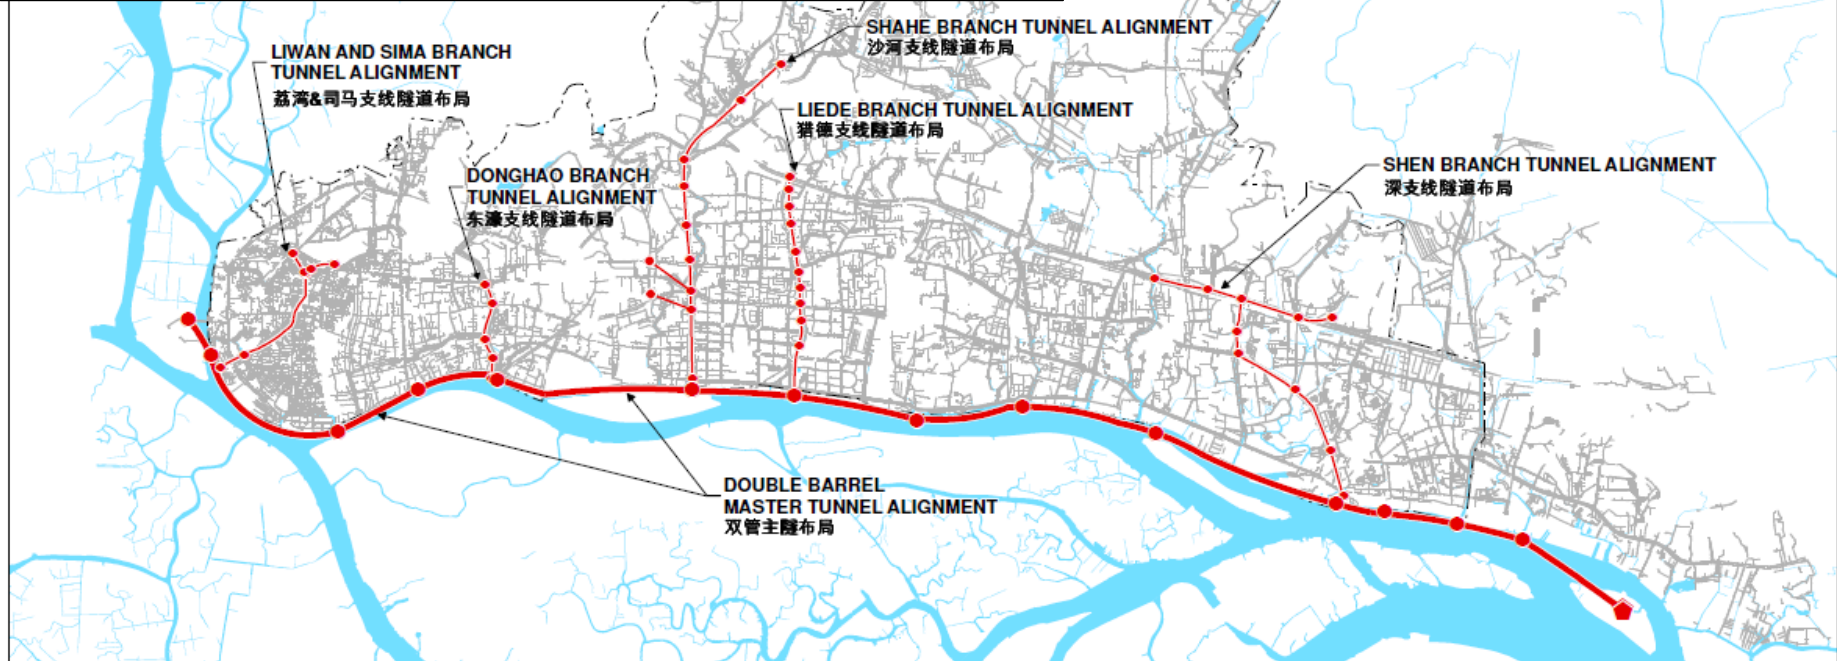 SHAHE BRANCH TUNNEL ALIGNMENT
沙河支线隧道布局
LIWAN AND SIMA BRANCH
TUNNEL ALIGNMENT
荔湾&司马支线隧道布局
LIEDE BRANCH TUNNEL ALIGNMENT
猎德支线隧道布局
DONGHAO BRANCH
TUNNEL ALIGNMENT
东濠支线隧道布局
SHEN BRANCH TUNNEL ALIGNMENT
深支线隧道布局
DOUBLE BARREL
MASTER TUNNEL ALIGNMENT
双管主隧布局